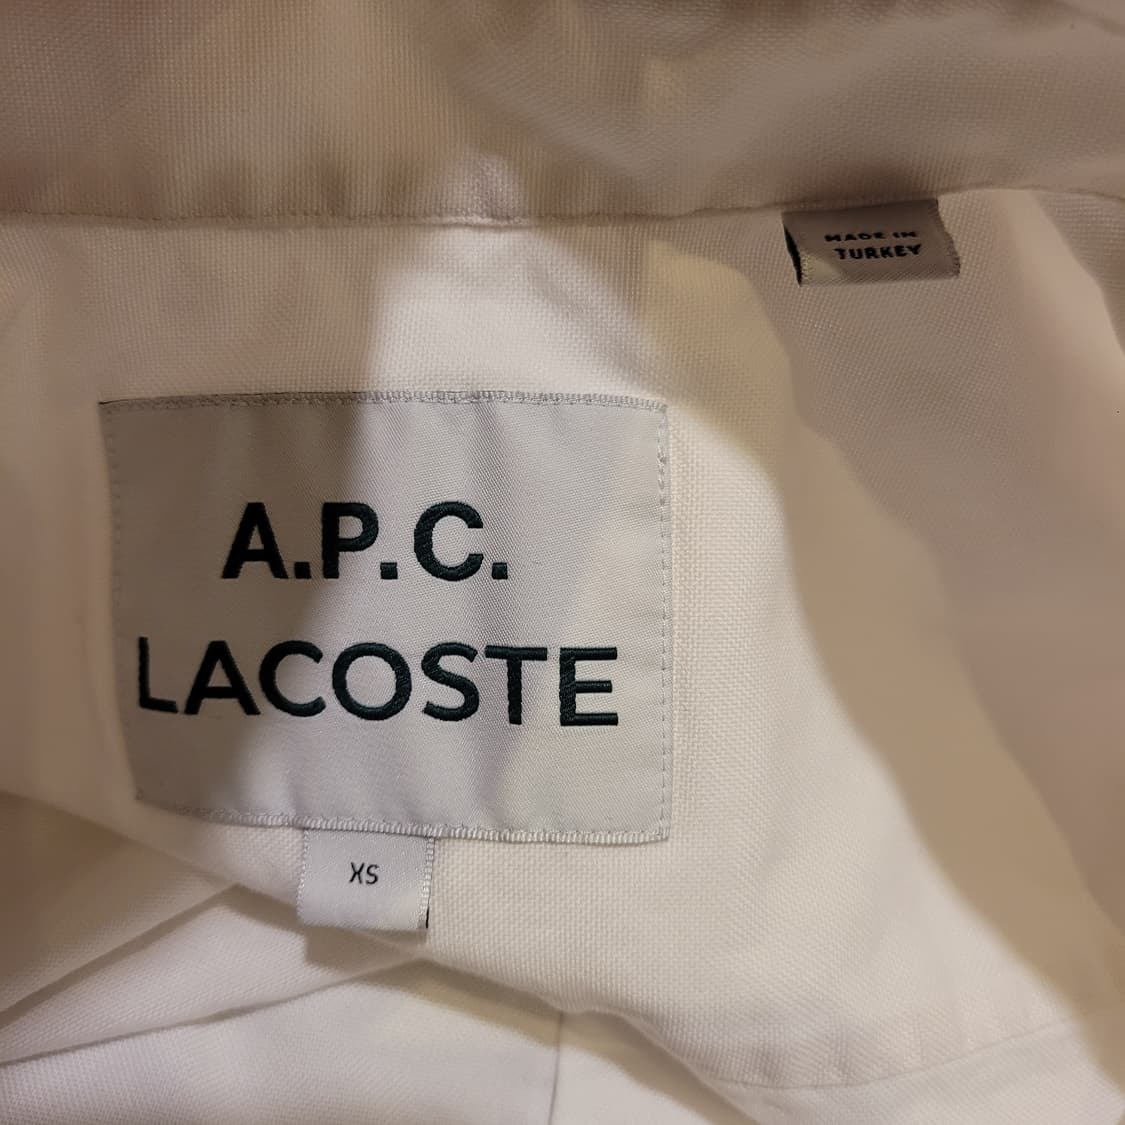 MADE IN
TURKEY
A.P.C.
LACOSTE
XS